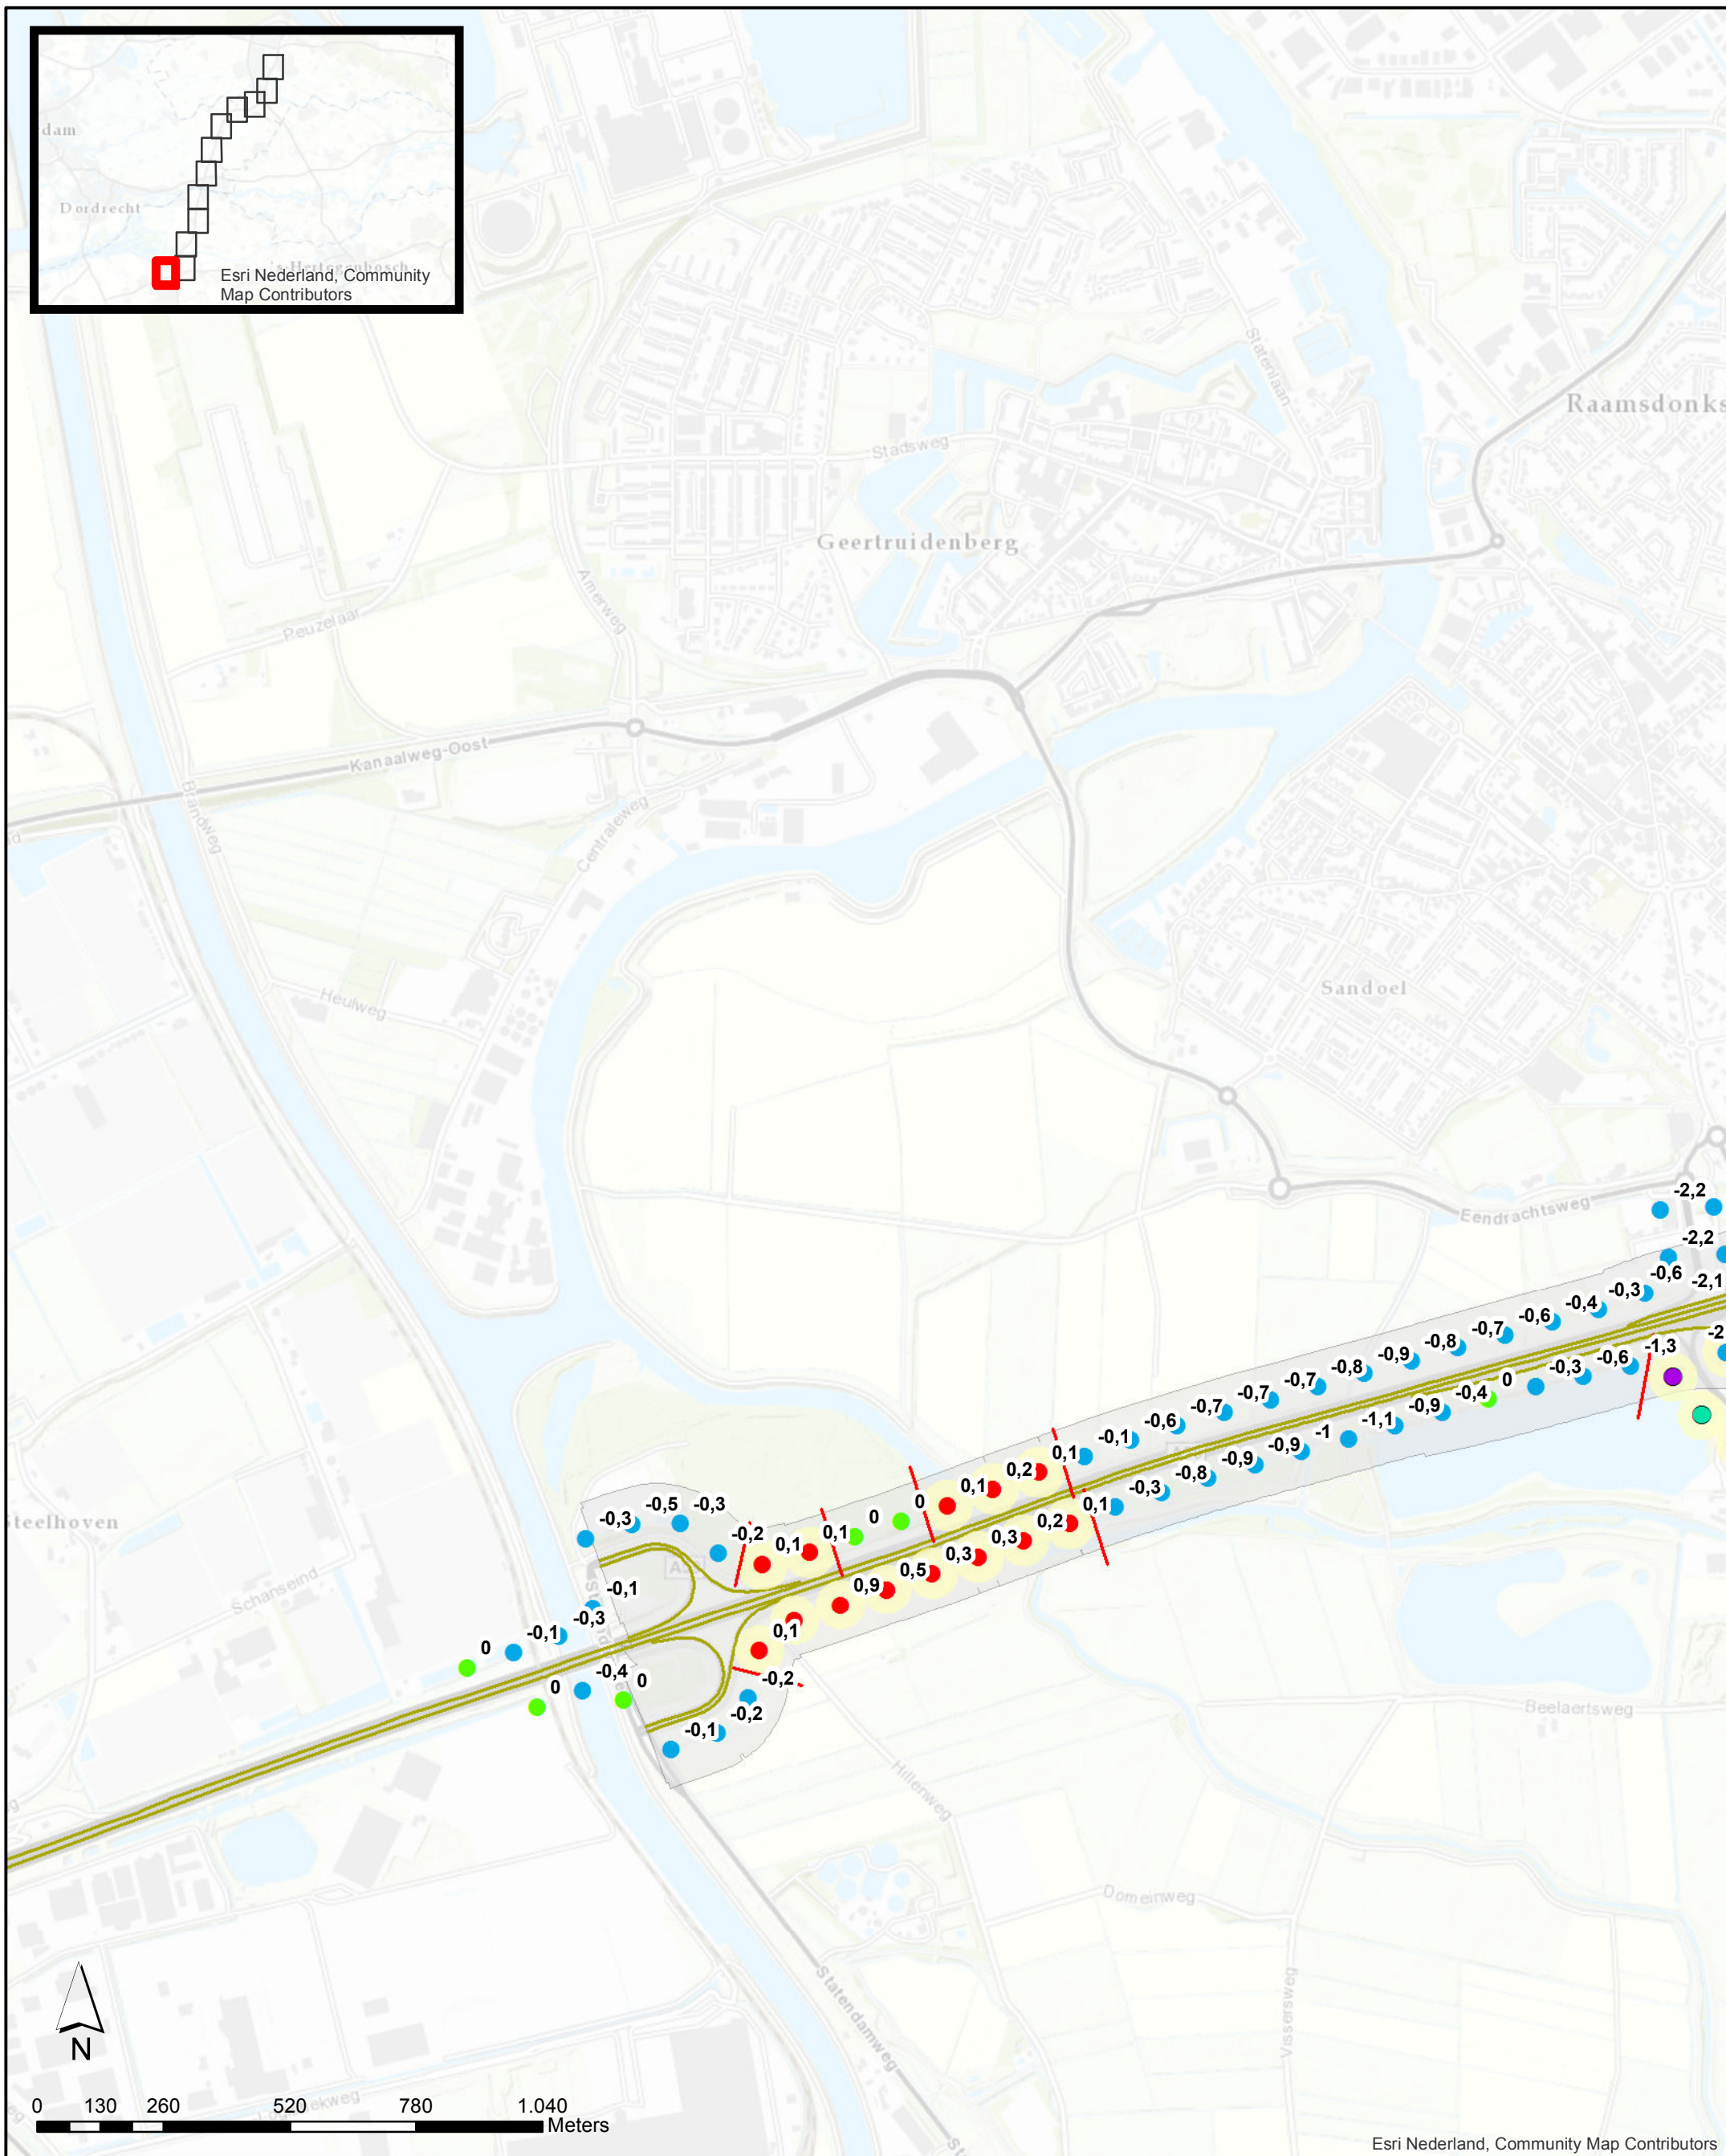 dam
Dordrecht
's-Hertogenbosch
Esri Nederland, Community
Map Contributors
Statenlaan
Raamsdonks
Stadsweg
Geertruidenberg
Amerweg
Peuzelaar
Kanaalweg-Oost
Brandweg
Centraleweg
Sandoel
Heulweg
-2,2
Eendrachtsweg
-2,2
-0,6
-2,1
-0,3
-0,4
-0,6
-0,7
-0,8
-0,9
-0,8
-0,7
-0,7
-0,7
-0,6
-0,1
0,1
0,2
0,1
0
0
0,1
0,1
-0,2
-0,3
-0,5
-0,3
-2
-1,3
-0,6
-0,3
0
-0,4
-0,9
-1,1
-1
-0,9
-0,9
-0,8
-0,3
0,1
0,2
0,3
0,3
0,5
0,9
0,1
-0,2
-0,2
-0,1
Steelhoven
Schanseind
-0,1
-0,3
-0,1
0
-0,4
0
0
Beelaertsweg
Hillenweg
Domeinweg
Statendamweg
Vissersweg
N
0 130 260 520 780 1.040
Meters
Esri Nederland, Community Map Contributors